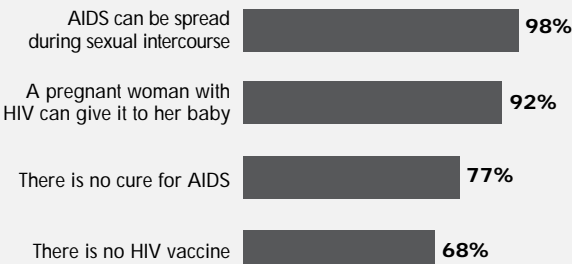 AIDS can be spread
during sexual intercourse
98%
A pregnant woman with
HIV can give it to her baby
92%
There is no cure for AIDS
77%
There is no HIV vaccine
68%